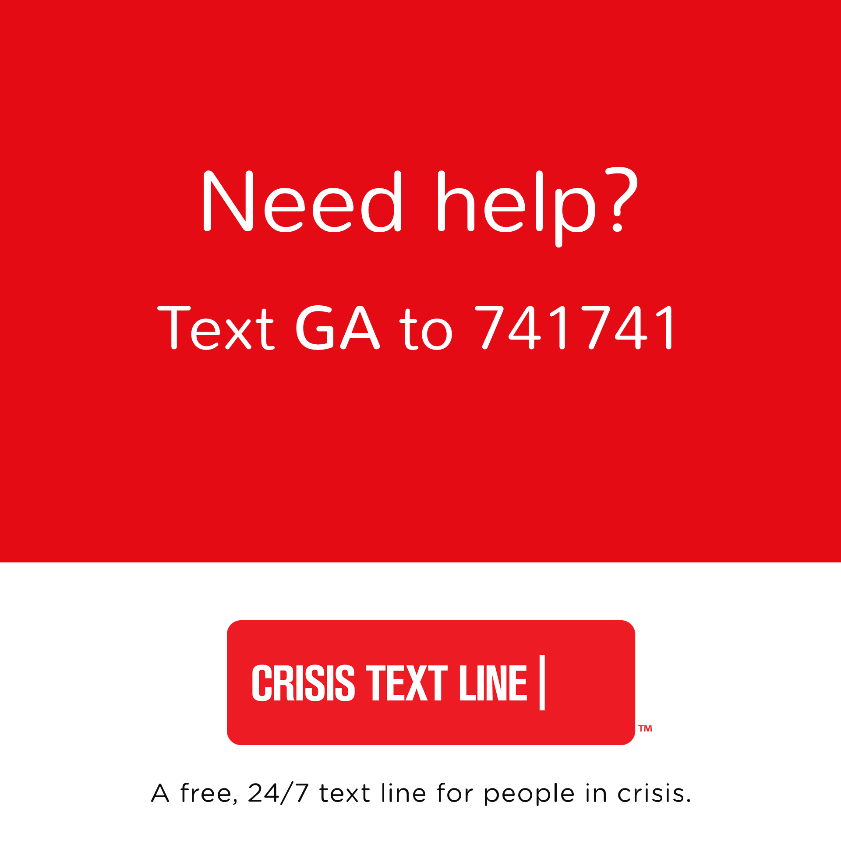 Need help?
Text GA to 741741
CRISIS TEXT LINE |
TM
A free, 24/7 text line for people in crisis.